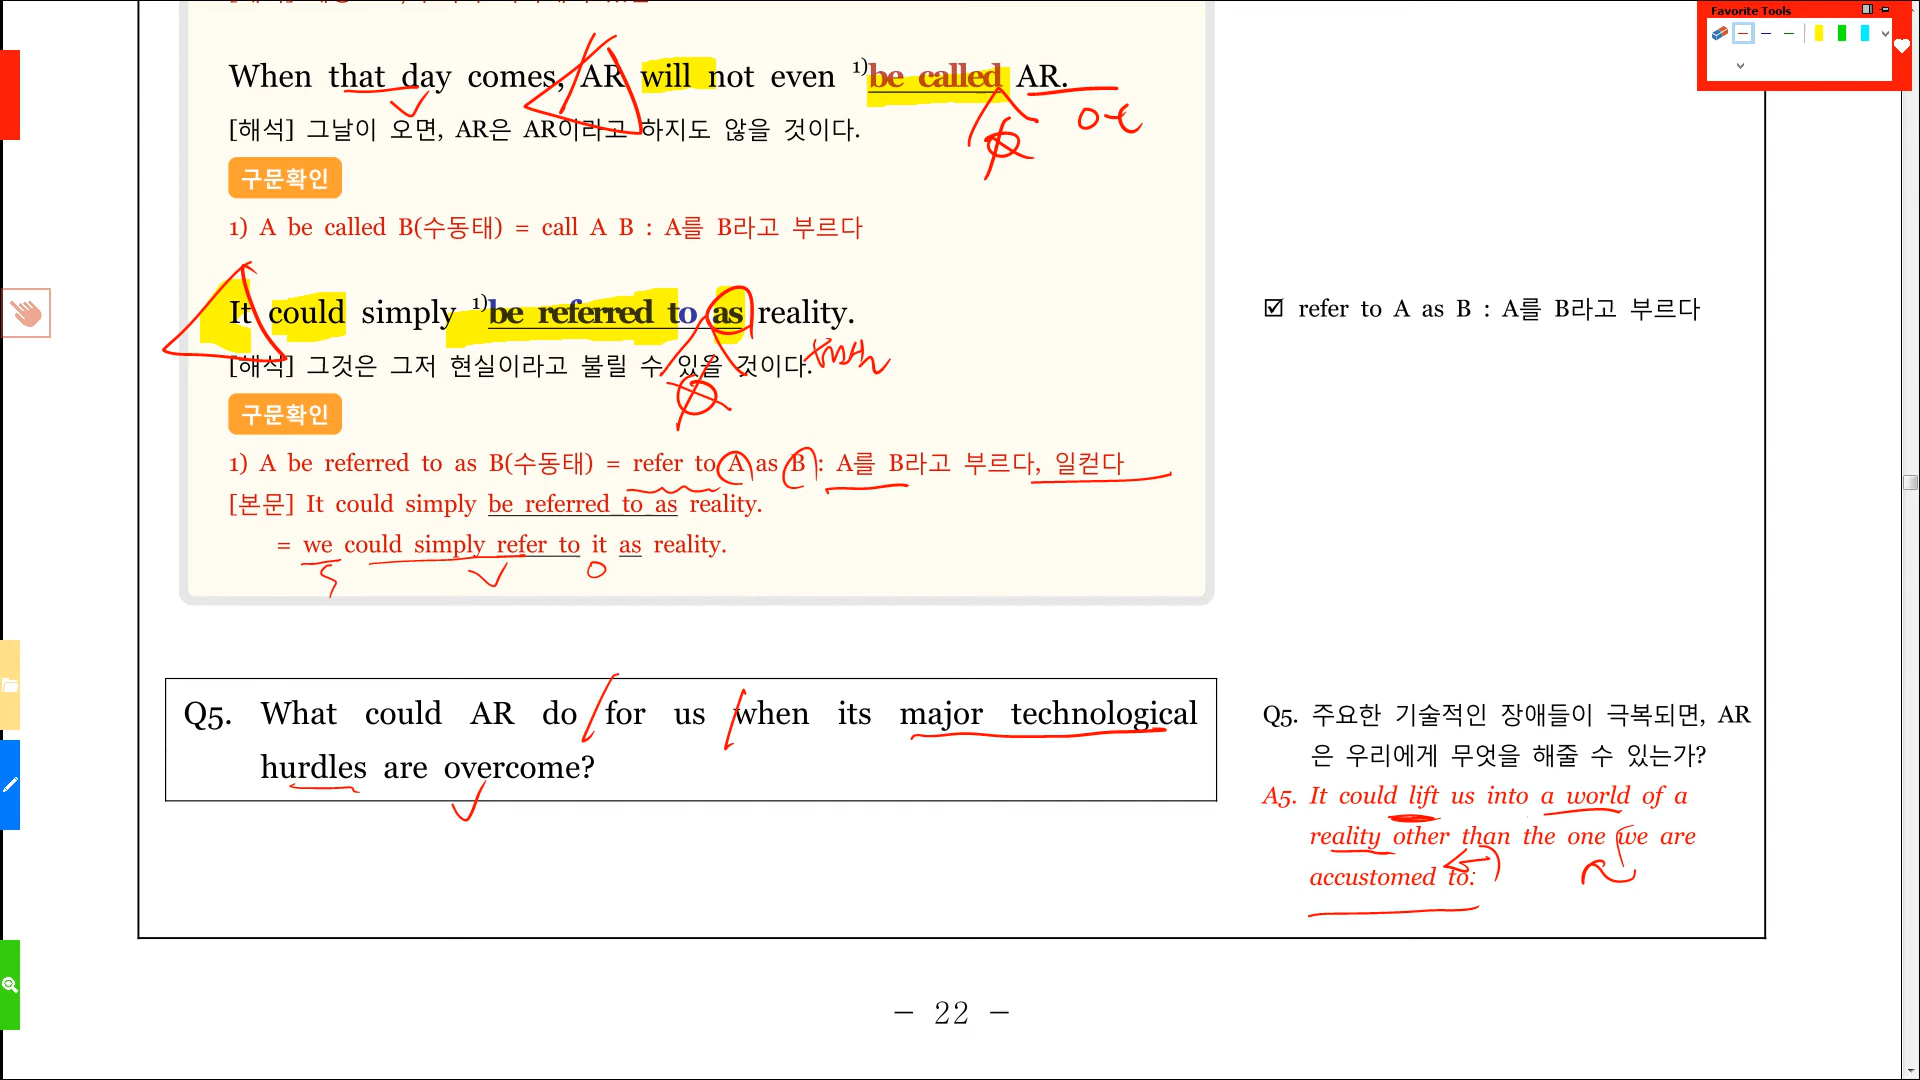 Favorite Tools
When that day comes, AR will not even 1)be called AR.
[해석] 그날이 오면, AR은 AR이라고 하지도 않을 것이다.
구문확인
1) A be called B(수동태) = call A B : A를 B라고 부르다
It could simply 1)be referred to as reality.
[해석] 그것은 그저 현실이라고 불릴 수 있을 것이다.
구문확인
1) A be referred to as B(수동태) = refer to A as B : A를 B라고 부르다, 일컫다
[본문] It could simply be referred to as reality.
= we could simply refer to it as reality.
☑ refer to A as B : A를 B라고 부르다
Q5. What could AR do for us when its major technological
hurdles are overcome?
Q5. 주요한 기술적인 장애들이 극복되면, AR
은 우리에게 무엇을 해줄 수 있는가?
A5. It could lift us into a world of a
reality other than the one we are
accustomed to.
- 22 -